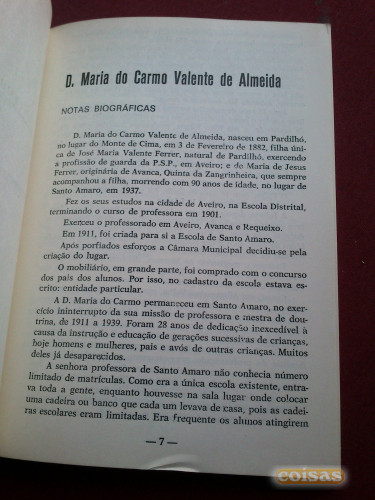 D. Maria do Carmo Valente de Almeida
NOTAS BIOGRÁFICAS
D. Maria do Carmo Valente de Almeida, nasceu em Pardilhó,
no lugar do Monte de Cima, em 3 de Fevereiro de 1882, filha úni-
ca de José Maria Valente Ferrer, natural de Pardilhó, exercendo
a profissão de guarda da P.S.P., em Aveiro; e de Maria de Jesus
Ferrer, originária de Avanca, Quinta da Zangrinheira, que sempre
acompanhou a filha, morrendo com 90 anos de idade, no lugar de
Santo Amaro, em 1937.
Fez os seus estudos na cidade de Aveiro, na Escola Distrital,
terminando o curso de professora em 1901.
Exerceu o professorado em Aveiro, Avanca e Requeixo.
Em 1911, foi criada para si a Escola de Santo Amaro.
Após porfiados esforços a Câmara Municipal decidiu-se pela
criação do lugar.
O mobiliário, em grande parte, foi comprado com o concurso
dos pais dos alunos. Por isso, no cadastro da escola estava es-
crito: entidade particular.
A D. Maria do Carmo permaneceu em Santo Amaro, no exer-
cício ininterrupto da sua missão de professora e mestra de dou-
trina, de 1911 a 1939. Foram 28 anos de dedicação inexcedível à
causa da instrução e educação de gerações sucessivas de crianças,
hoje homens e mulheres, pais e avós de outras crianças. Muitos
deles já desaparecidos.
A senhora professora de Santo Amaro não conhecia número
limitado de matrículas. Como era a única escola existente, entra-
va toda a gente, enquanto houvesse na sala lugar onde colocar
uma cadeira ou banco que cada um levava de casa, pois as cadei-
ras escolares eram limitadas. Era frequente os alunos atingirem
— 7 —
coisas